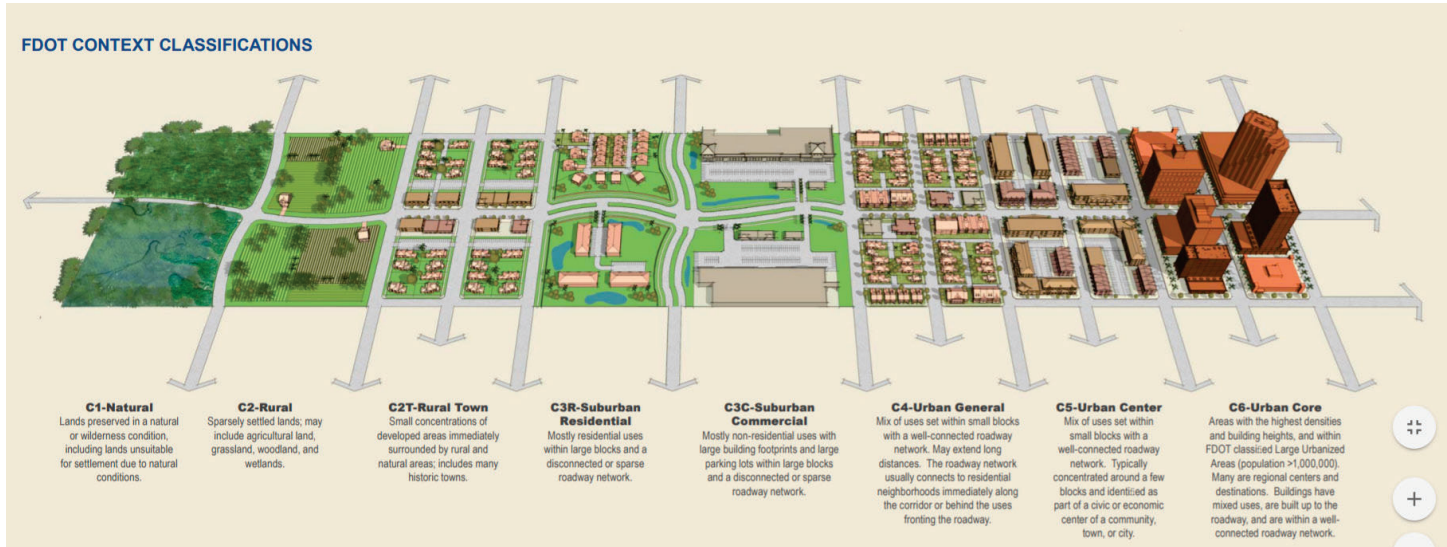 FDOT CONTEXT CLASSIFICATIONS
C1-Natural
Lands preserved in a natural
or wilderness condition,
including lands unsuitable
for settlement due to natural
conditions.
C2-Rural
Sparsely settled lands; may
include agricultural land,
grassland, woodland, and
wetlands.
C2T-Rural Town
Small concentrations of
developed areas immediately
surrounded by rural and
natural areas; includes many
historic towns.
C3R-Suburban
Residential
Mostly residential uses
within large blocks and a
disconnected or sparse
roadway network.
C3C-Suburban
Commercial
Mostly non-residential uses with
large building footprints and large
parking lots within large blocks
and a disconnected or sparse
roadway network.
C4-Urban General
Mix of uses set within small blocks
with a well-connected roadway
network. May extend long
distances. The roadway network
usually connects to residential
neighborhoods immediately along
the corridor or behind the uses
fronting the roadway.
C5-Urban Center
Mix of uses set within
small blocks with a
well-connected roadway
network. Typically
concentrated around a few
blocks and identified as
part of a civic or economic
center of a community,
town, or city.
C6-Urban Core
Areas with the highest densities
and building heights, and within
FDOT classified Large Urbanized
Areas (population >1,000,000).
Many are regional centers and
destinations. Buildings have
mixed uses, are built up to the
roadway, and are within a well-
connected roadway network.